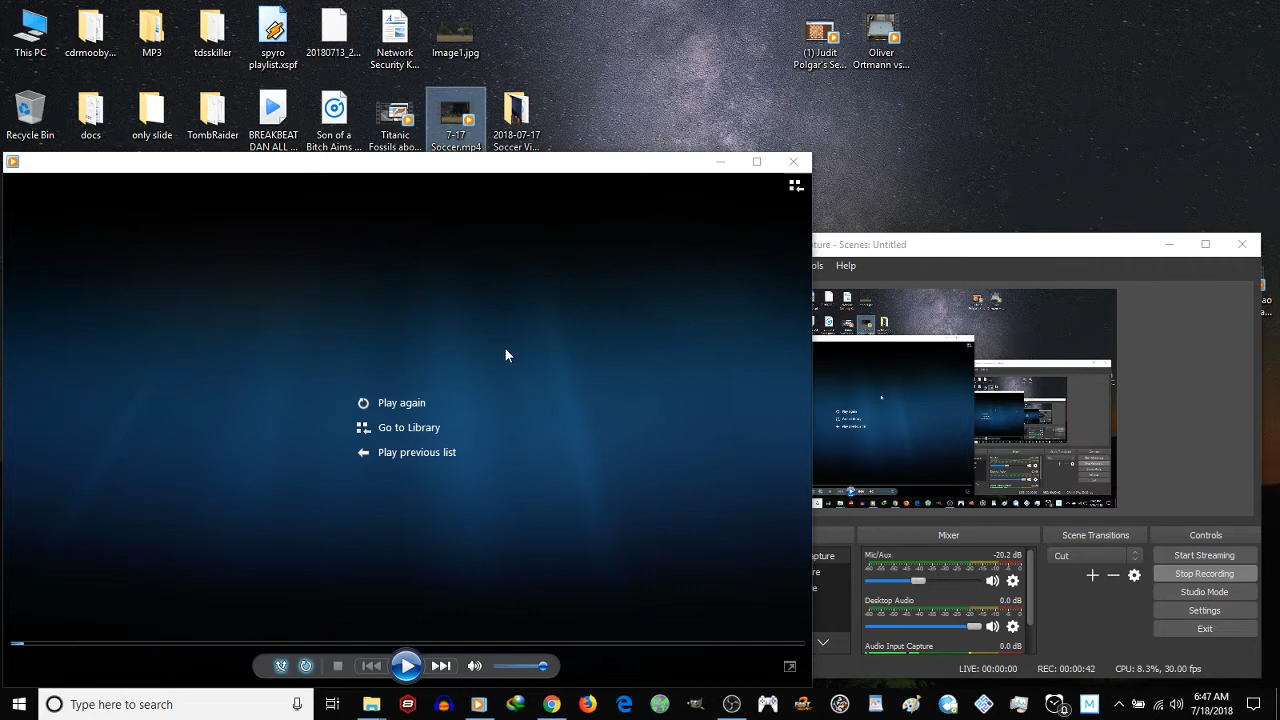 This PC
cdrmooby...
MP3
tdsskiller
spyro
playlist.xspf
20180713_2...
Network
Security K...
Image1.jpg
(1) Judit
Polgar's Se...
Oliver
Ortmann vs...
Recycle Bin
docs
only slide
TombRaider
BREAKBEAT
DAN ALL ...
Son of a
Bitch Aims ...
Titanic
Fossils abo...
7-17
Soccer.mp4
2018-07-17
Soccer Vi...
Play again
Go to Library
Play previous list
ture - Scenes: Untitled
ols Help
Mixer
Scene Transitions
Controls
Mic/Aux
-20.2 dB
Cut
Start Streaming
Stop Recording
Desktop Audio
0.0 dB
Studio Mode
Settings
Audio Input Capture
0.0 dB
Exit
LIVE: 00:00:00
REC: 00:00:42
CPU: 8.3%, 30.00 fps
Type here to search
6:47 AM
7/18/2018